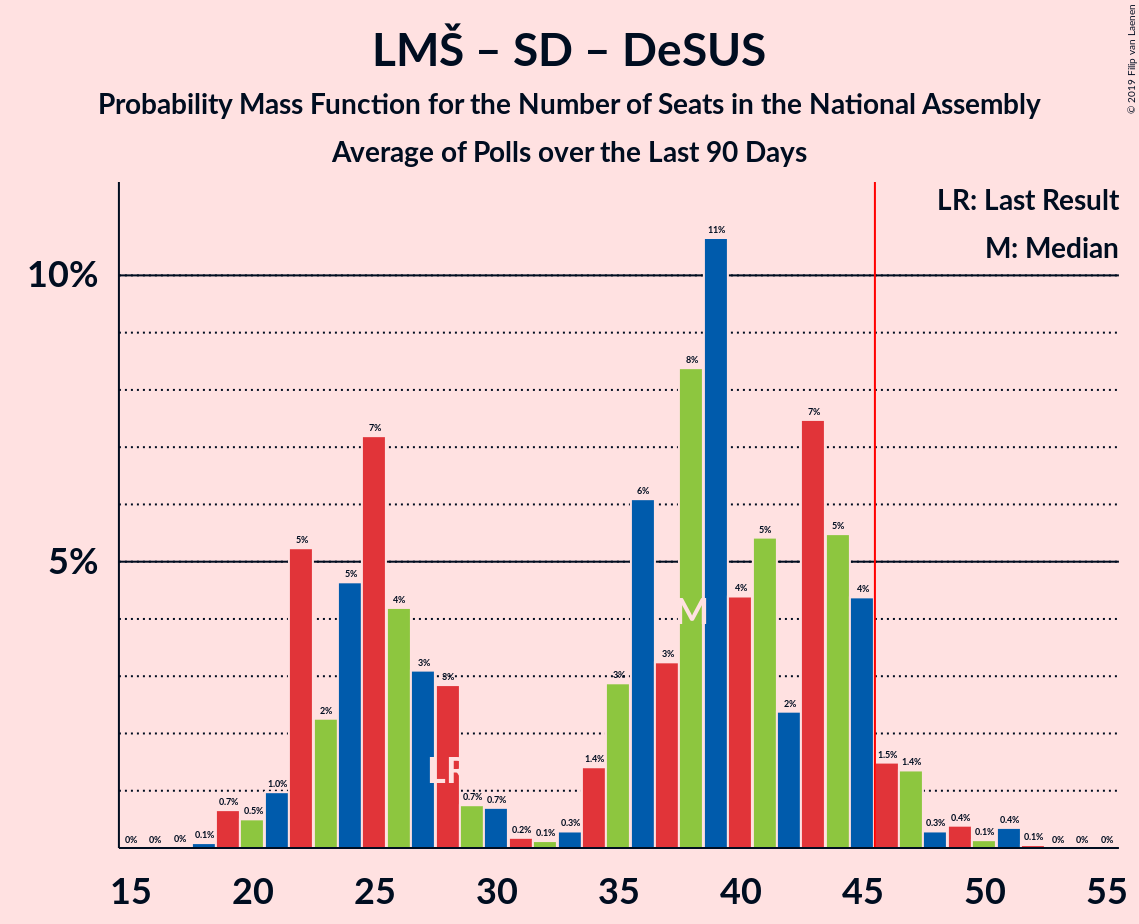 LMŠ – SD – DeSUS
Probability Mass Function for the Number of Seats in the National Assembly
Average of Polls over the Last 90 Days
© 2019 Filip van Laenen
LR: Last Result
M: Median
10%
5%
0% 0% 0% 0.1% 0.7% 0.5% 1.0% 5% 2% 5% 7% 4% 3% 3% 0.7% 0.7% 0.2% 0.1% 0.3% 1.4% 3% 6% 3% 8% 11% 4% 5% 2% 7% 5% 4% 1.5% 1.4% 0.3% 0.4% 0.1% 0.4% 0.1% 0% 0% 0%
M
LR
15 20 25 30 35 40 45 50 55